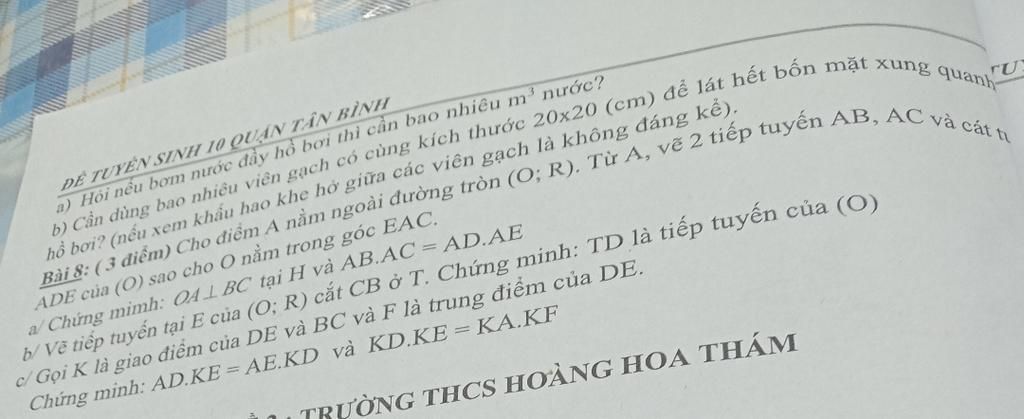 ĐỀ TUYỂN SINH 10 QUẬN TÂN BÌNH
a) Hỏi nếu bơm nước đầy hồ bơi thì cần bao nhiêu m³ nước?
b) Cần dùng bao nhiêu viên gạch có cùng kích thước 20x20 (cm) để lát hết bốn mặt xung quanh
hồ bơi? (nếu xem khấu hao khe hở giữa các viên gạch là không đáng kể).
Bài 8: ( 3 điểm) Cho điểm A nằm ngoài đường tròn (O; R). Từ A, vẽ 2 tiếp tuyến AB, AC và cát
ADE của (O) sao cho O nằm trong góc EAC.
a/ Chứng mimh: OA ⊥ BC tại H và AB.AC = AD.AE
b/ Vẽ tiếp tuyến tại E của (O; R) cắt CB ở T. Chứng minh: TD là tiếp tuyến của (O)
c/ Gọi K là giao điểm của DE và BC và F là trung điểm của DE.
Chứng minh: AD.KE = AE.KD và KD.KE = KA.KF
TRƯỜNG THCS HOÀNG HOA THÁM